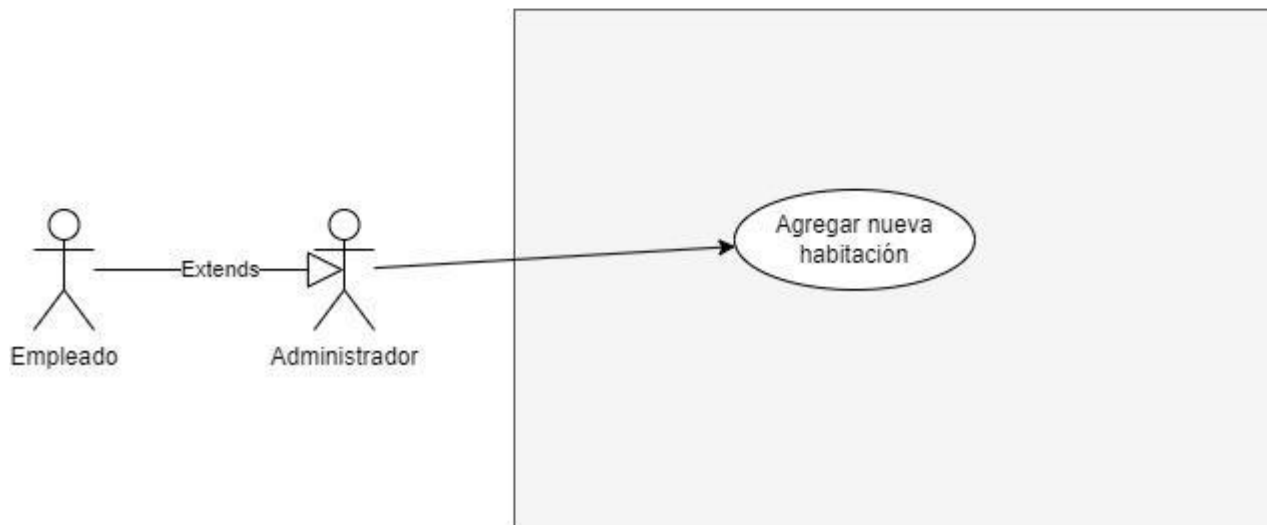 Extends
Empleado
Administrador
Agregar nueva
habitación